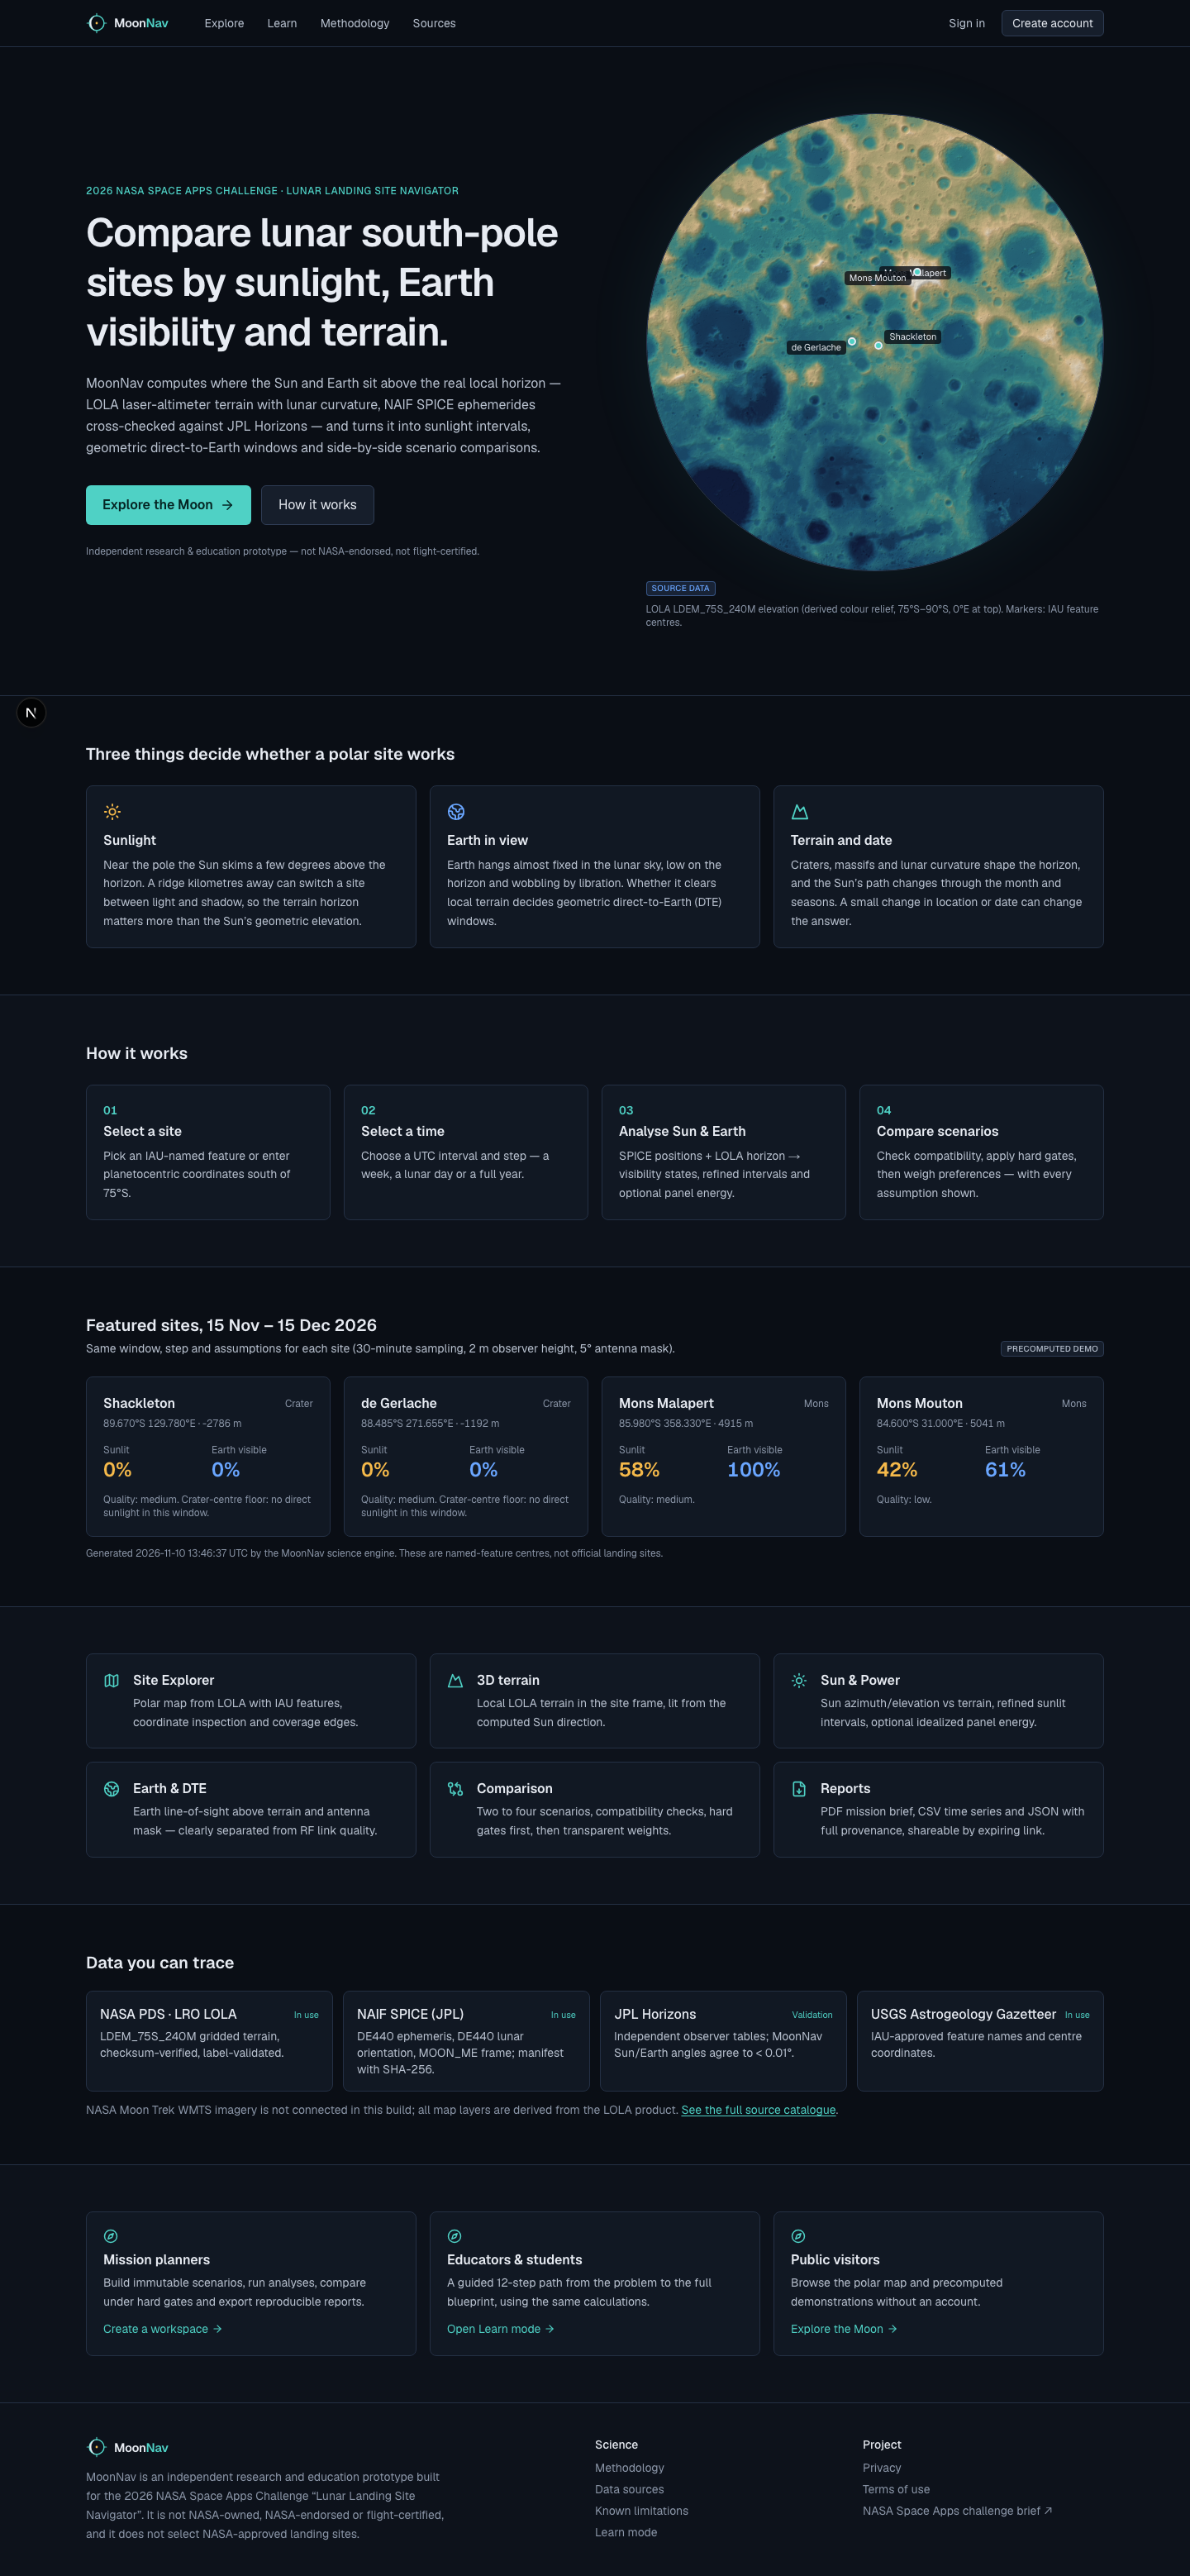 MoonNav
Explore
Learn
Methodology
Sources
Sign in
Create account
2026 NASA SPACE APPS CHALLENGE · LUNAR LANDING SITE NAVIGATOR
Compare lunar south-pole
sites by sunlight, Earth
visibility and terrain.
MoonNav computes where the Sun and Earth sit above the real local horizon —
LOLA laser-altimeter terrain with lunar curvature, NAIF SPICE ephemerides
cross-checked against JPL Horizons — and turns it into sunlight intervals,
geometric direct-to-Earth windows and side-by-side scenario comparisons.
Explore the Moon →
How it works
Independent research & education prototype — not NASA-endorsed, not flight-certified.
Mons Mouton
Shackleton
de Gerlache
SOURCE DATA
LOLA LDEM_75S_240M elevation (derived colour relief, 75°S–90°S, 0°E at top). Markers: IAU feature
centres.
N
Three things decide whether a polar site works
Sunlight
Near the pole the Sun skims a few degrees above the
horizon. A ridge kilometres away can switch a site
between light and shadow, so the terrain horizon
matters more than the Sun's geometric elevation.
Earth in view
Earth hangs almost fixed in the lunar sky, low on the
horizon and wobbling by libration. Whether it clears
local terrain decides geometric direct-to-Earth (DTE)
windows.
Terrain and date
Craters, massifs and lunar curvature shape the horizon,
and the Sun's path changes through the month and
seasons. A small change in location or date can change
the answer.
How it works
01
Select a site
Pick an IAU-named feature or enter
planetocentric coordinates south of
75°S.
02
Select a time
Choose a UTC interval and step — a
week, a lunar day or a full year.
03
Analyse Sun & Earth
SPICE positions + LOLA horizon →
visibility states, refined intervals and
optional panel energy.
04
Compare scenarios
Check compatibility, apply hard gates,
then weigh preferences — with every
assumption shown.
Featured sites, 15 Nov – 15 Dec 2026
Same window, step and assumptions for each site (30-minute sampling, 2 m observer height, 5° antenna mask).
PRECOMPUTED DEMO
Shackleton
Crater
89.670°S 129.780°E · -2786 m
Sunlit
Earth visible
0%
0%
Quality: medium. Crater-centre floor: no direct
sunlight in this window.
de Gerlache
Crater
88.485°S 271.655°E · -1192 m
Sunlit
Earth visible
0%
0%
Quality: medium. Crater-centre floor: no direct
sunlight in this window.
Mons Malapert
Mons
85.980°S 358.330°E · 4915 m
Sunlit
Earth visible
58%
100%
Quality: medium.
Mons Mouton
Mons
84.600°S 31.000°E · 5041 m
Sunlit
Earth visible
42%
61%
Quality: low.
Generated 2026-11-10 13:46:37 UTC by the MoonNav science engine. These are named-feature centres, not official landing sites.
Site Explorer
Polar map from LOLA with IAU features,
coordinate inspection and coverage edges.
3D terrain
Local LOLA terrain in the site frame, lit from the
computed Sun direction.
Sun & Power
Sun azimuth/elevation vs terrain, refined sunlit
intervals, optional idealized panel energy.
Earth & DTE
Earth line-of-sight above terrain and antenna
mask — clearly separated from RF link quality.
Comparison
Two to four scenarios, compatibility checks, hard
gates first, then transparent weights.
Reports
PDF mission brief, CSV time series and JSON with
full provenance, shareable by expiring link.
Data you can trace
NASA PDS · LRO LOLA
In use
LDEM_75S_240M gridded terrain,
checksum-verified, label-validated.
NAIF SPICE (JPL)
In use
DE440 ephemeris, DE440 lunar
orientation, MOON_ME frame; manifest
with SHA-256.
JPL Horizons
Validation
Independent observer tables; MoonNav
Sun/Earth angles agree to < 0.01°.
USGS Astrogeology Gazetteer
In use
IAU-approved feature names and centre
coordinates.
NASA Moon Trek WMTS imagery is not connected in this build; all map layers are derived from the LOLA product. See the full source catalogue.
Mission planners
Build immutable scenarios, run analyses, compare
under hard gates and export reproducible reports.
Create a workspace →
Educators & students
A guided 12-step path from the problem to the full
blueprint, using the same calculations.
Open Learn mode →
Public visitors
Browse the polar map and precomputed
demonstrations without an account.
Explore the Moon →
MoonNav
MoonNav is an independent research and education prototype built
for the 2026 NASA Space Apps Challenge “Lunar Landing Site
Navigator”. It is not NASA-owned, NASA-endorsed or flight-certified,
and it does not select NASA-approved landing sites.
Science
Methodology
Data sources
Known limitations
Learn mode
Project
Privacy
Terms of use
NASA Space Apps challenge brief ↗